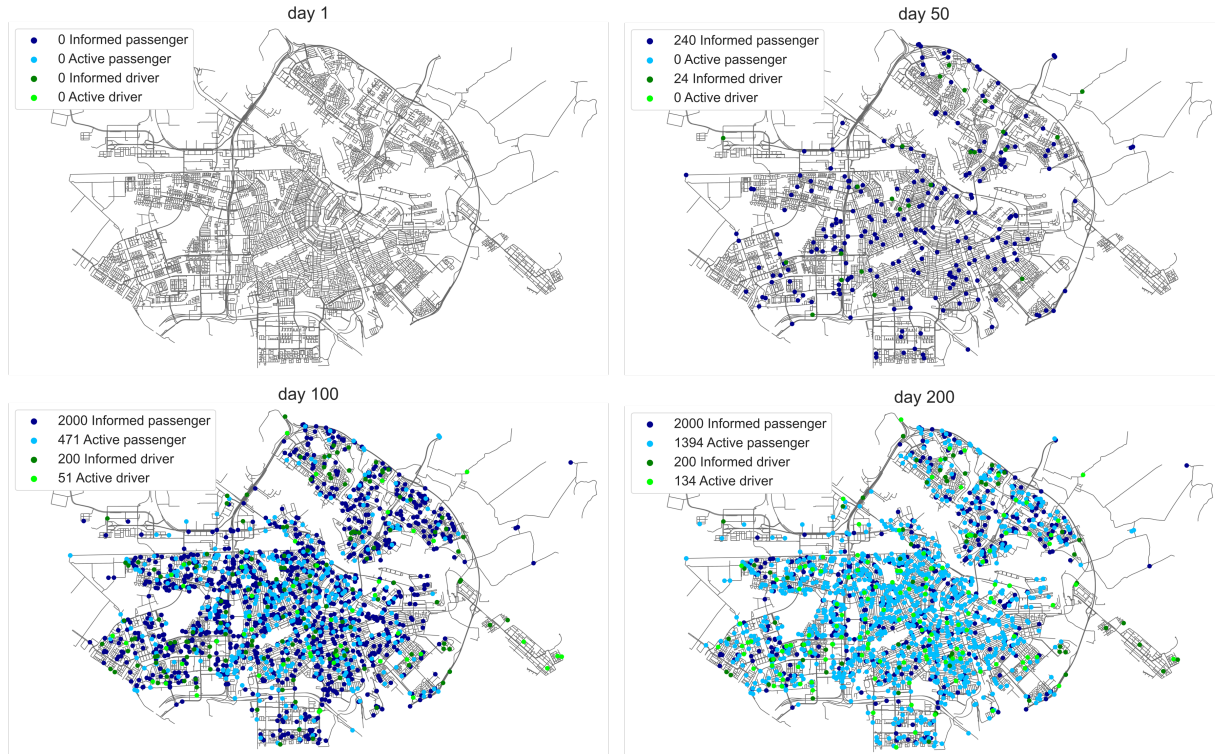 day 1
0 Informed passenger
0 Active passenger
0 Informed driver
0 Active driver
day 50
240 Informed passenger
0 Active passenger
24 Informed driver
0 Active driver
day 100
2000 Informed passenger
471 Active passenger
200 Informed driver
51 Active driver
day 200
2000 Informed passenger
1394 Active passenger
200 Informed driver
134 Active driver